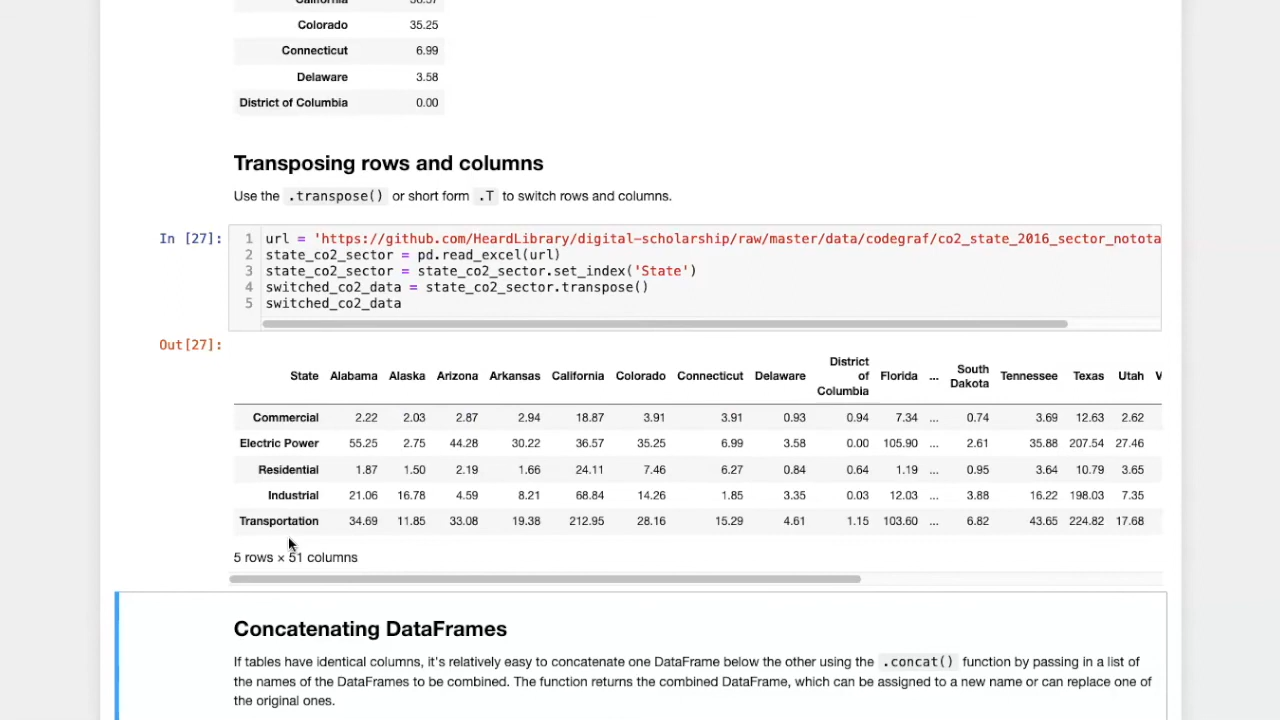 Colorado 35.25
Connecticut 6.99
Delaware 3.58
District of Columbia 0.00
Transposing rows and columns
Use the .transpose() or short form .T to switch rows and columns.
In [27]:
1 url = 'https://github.com/HeardLibrary/digital-scholarship/raw/master/data/codegraf/co2_state_2016_sector_notota
2 state_co2_sector = pd.read_excel(url)
3 state_co2_sector = state_co2_sector.set_index('State')
4 switched_co2_data = state_co2_sector.transpose()
5 switched_co2_data
Out[27]:
State Alabama Alaska Arizona Arkansas California Colorado Connecticut Delaware District of Columbia Florida ... South Dakota Tennessee Texas Utah V
Commercial 2.22 2.03 2.87 2.94 18.87 3.91 3.91 0.93 0.94 7.34 ... 0.74 3.69 12.63 2.62
Electric Power 55.25 2.75 44.28 30.22 36.57 35.25 6.99 3.58 0.00 105.90 ... 2.61 35.88 207.54 27.46
Residential 1.87 1.50 2.19 1.66 24.11 7.46 6.27 0.84 0.64 1.19 ... 0.95 3.64 10.79 3.65
Industrial 21.06 16.78 4.59 8.21 68.84 14.26 1.85 3.35 0.03 12.03 ... 3.88 16.22 198.03 7.35
Transportation 34.69 11.85 33.08 19.38 212.95 28.16 15.29 4.61 1.15 103.60 ... 6.82 43.65 224.82 17.68
5 rows × 51 columns
Concatenating DataFrames
If tables have identical columns, it's relatively easy to concatenate one DataFrame below the other using the .concat() function by passing in a list of
the names of the DataFrames to be combined. The function returns the combined DataFrame, which can be assigned to a new name or can replace one of
the original ones.